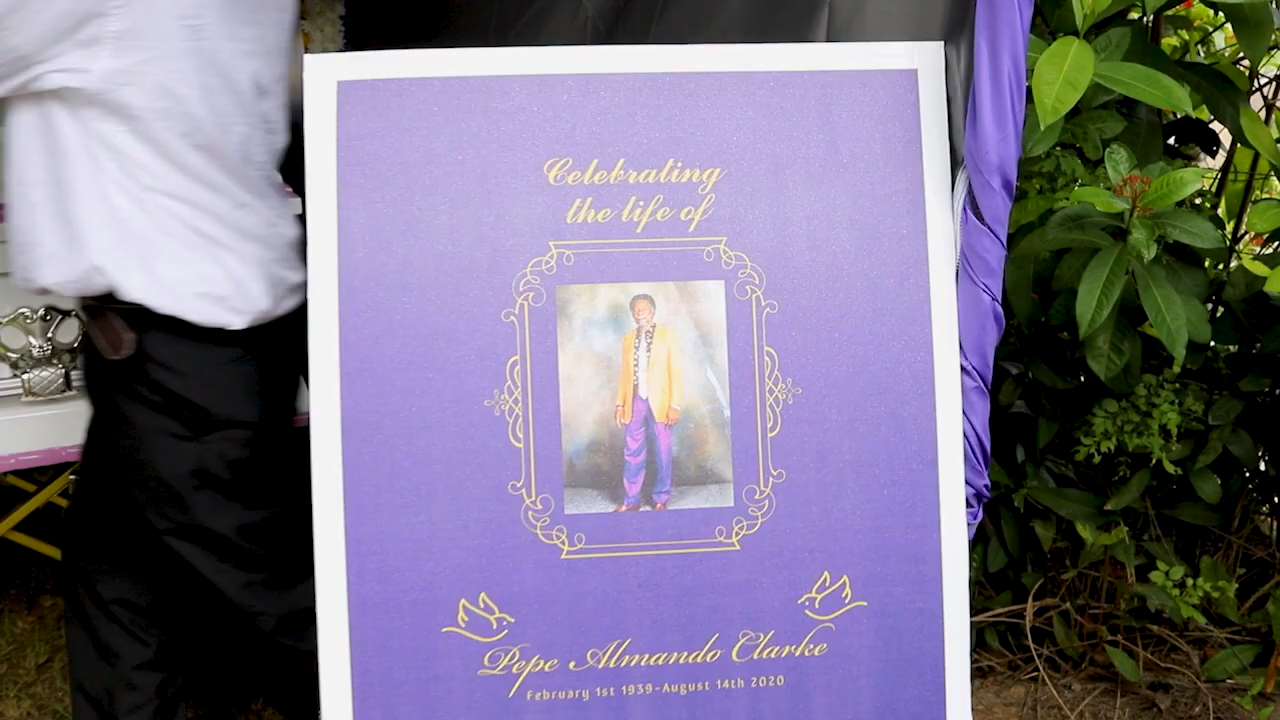 Celebrating
the life of
Pepe Almando Clarke
February 1st 1939-August 14th 2020